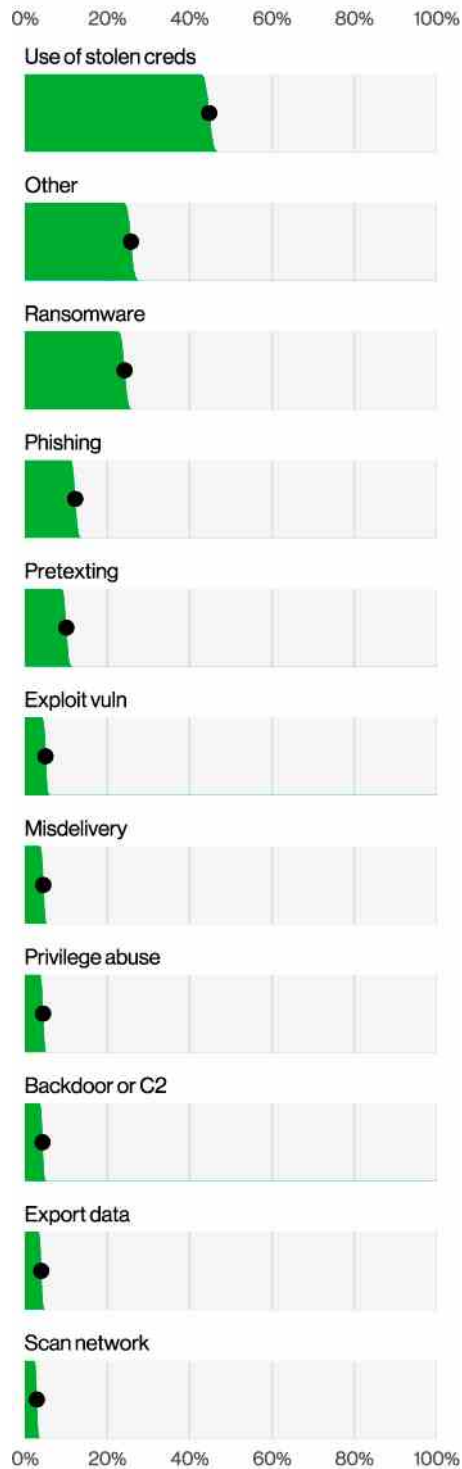 0% 20% 40% 60% 80% 100%
Use of stolen creds
Other
Ransomware
Phishing
Pretexting
Exploit vuln
Misdelivery
Privilege abuse
Backdoor or C2
Export data
Scan network
0% 20% 40% 60% 80% 100%